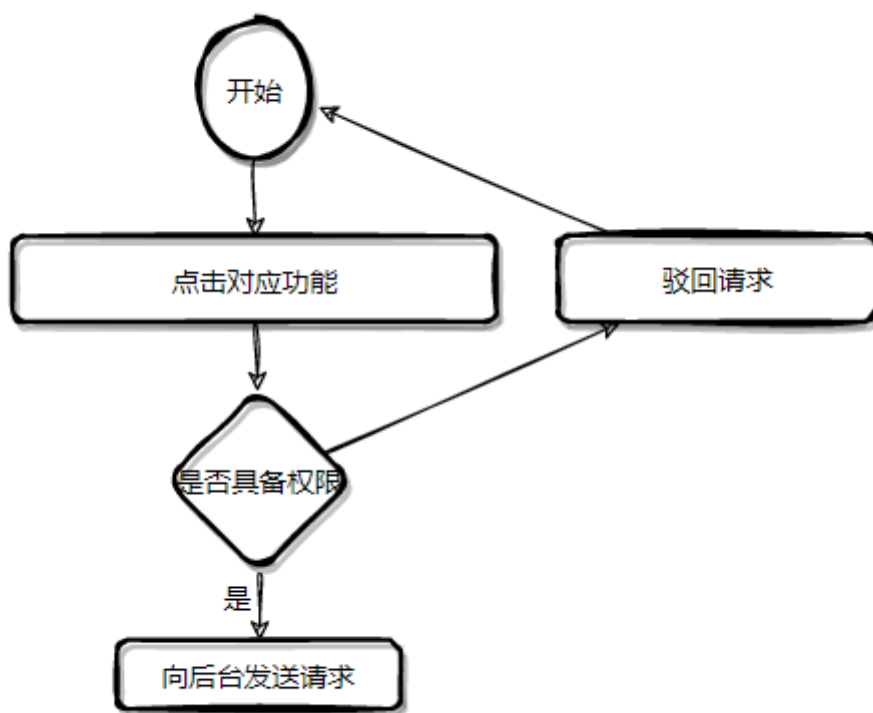 开始
点击对应功能
驳回请求
是否具备权限
是
向后台发送请求